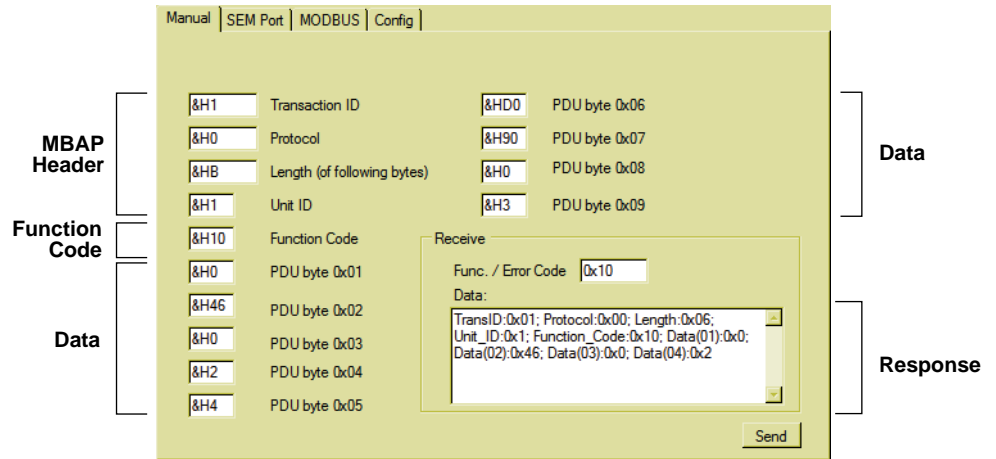 Manual SEM Port MODBUS Config
MBAP
Header
&H1 Transaction ID
&H0 Protocol
&HB Length (of following bytes)
&H1 Unit ID
Function
Code
&H10 Function Code
Data
&H0 PDU byte 0x01
&H46 PDU byte 0x02
&H0 PDU byte 0x03
&H2 PDU byte 0x04
&H4 PDU byte 0x05
&HD0 PDU byte 0x06
&H90 PDU byte 0x07
&H0 PDU byte 0x08
&H3 PDU byte 0x09
Data
Receive
Func. / Error Code 0x10
Data:
TransID:0x01; Protocol:0x00; Length:0x06;
Unit_ID:0x1; Function_Code:0x10; Data(01):0x0;
Data(02):0x46; Data(03):0x0; Data(04):0x2
Response
Send